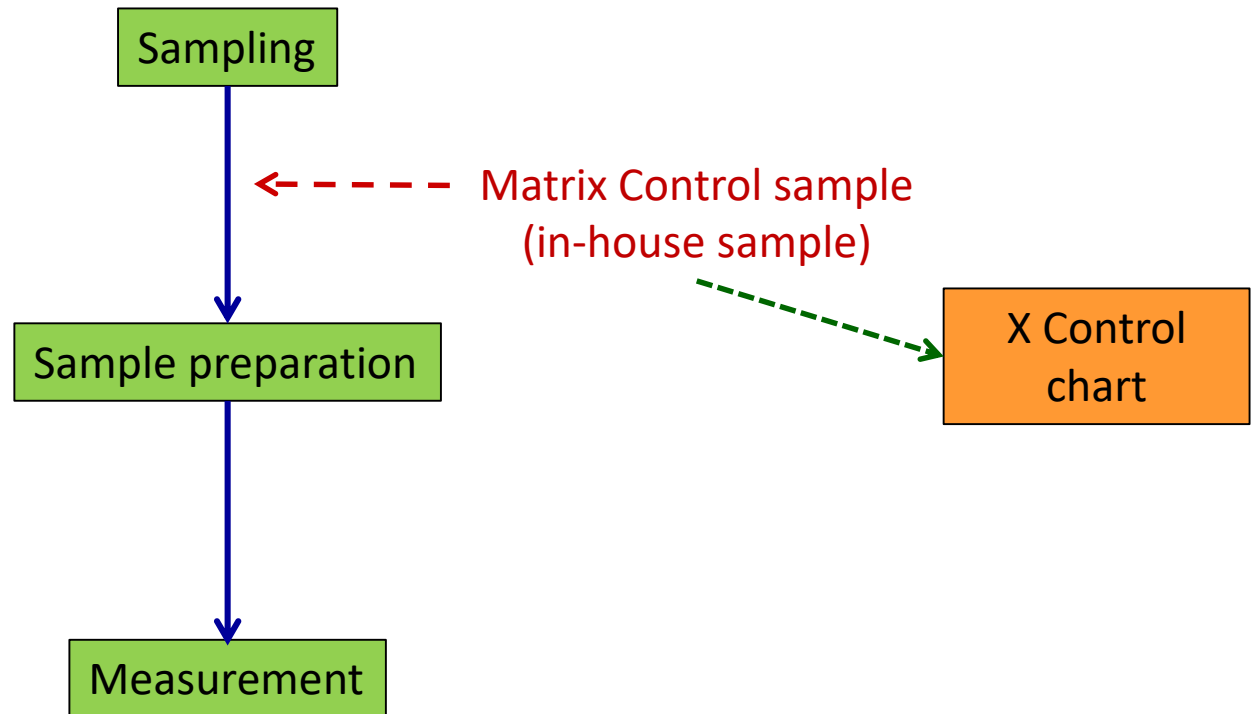 Sampling
Matrix Control sample
(in-house sample)
X Control
chart
Sample preparation
Measurement